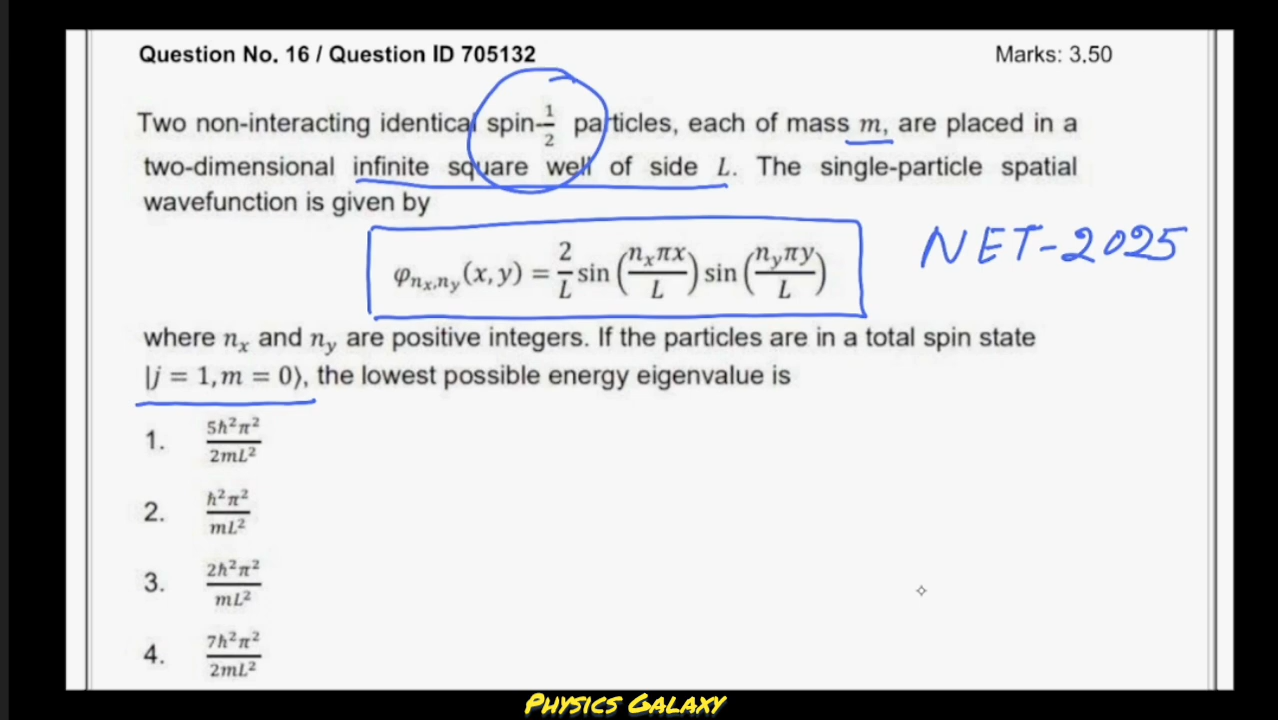 Question No. 16 / Question ID 705132 Marks: 3.50
Two non-interacting identical spin-1/2 particles, each of mass m, are placed in a
two-dimensional infinite square well of side L. The single-particle spatial
wavefunction is given by
φ_{n_x,n_y}(x, y) = 2/L sin (n_xπx/L) sin (n_yπy/L)
NET-2025
where n_x and n_y are positive integers. If the particles are in a total spin state
|j = 1, m = 0⟩, the lowest possible energy eigenvalue is
1. 5ℏ²π²/2mL²
2. ℏ²π²/mL²
3. 2ℏ²π²/mL²
4. 7ℏ²π²/2mL²
PHYSICS GALAXY